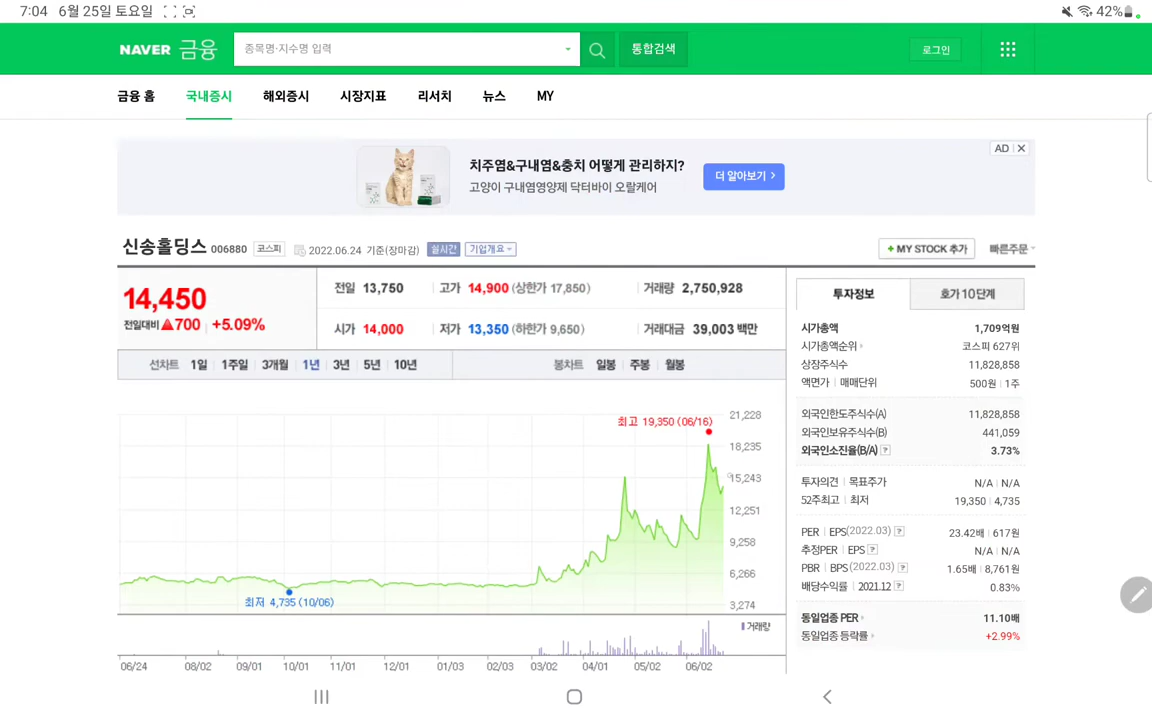 7:04 6월 25일 토요일 42%
NAVER 금융 종목명·지수명 입력 통합검색 로그인
금융 홈 국내증시 해외증시 시장지표 리서치 뉴스 MY
AD
치주염&구내염&충치 어떻게 관리하지?
고양이 구내염영양제 닥터바이 오랄케어
더 알아보기
신송홀딩스 006880 코스피 2022.06.24 기준(장마감) 실시간 기업개요
+ MY STOCK 추가 빠른주문
14,450
전일대비 ▲700 +5.09%
전일 13,750 고가 14,900 (상한가 17,850) 거래량 2,750,928
시가 14,000 저가 13,350 (하한가 9,650) 거래대금 39,003 백만
선차트 1일 1주일 3개월 1년 3년 5년 10년 봉차트 일봉 주봉 월봉
최고 19,350 (06/16)
최저 4,735 (10/06)
21,228
18,235
15,243
12,251
9,258
6,266
3,274
거래량
06/24 08/02 09/01 10/01 11/01 12/01 01/03 02/03 03/02 04/01 05/02 06/02
투자정보 호가 10단계
시가총액 1,709억원
시가총액순위 코스피 627위
상장주식수 11,828,858
액면가 매매단위 500원 1주
외국인한도주식수(A) 11,828,858
외국인보유주식수(B) 441,059
외국인소진율(B/A) ? 3.73%
투자의견 목표주가 N/A N/A
52주최고 최저 19,350 4,735
PER EPS(2022.03) ? 23.42배 617원
추정PER EPS ? N/A N/A
PBR BPS (2022.03) ? 1.65배 8,761원
배당수익률 2021.12 ? 0.83%
동일업종 PER 11.10배
동일업종 등락률 +2.99%